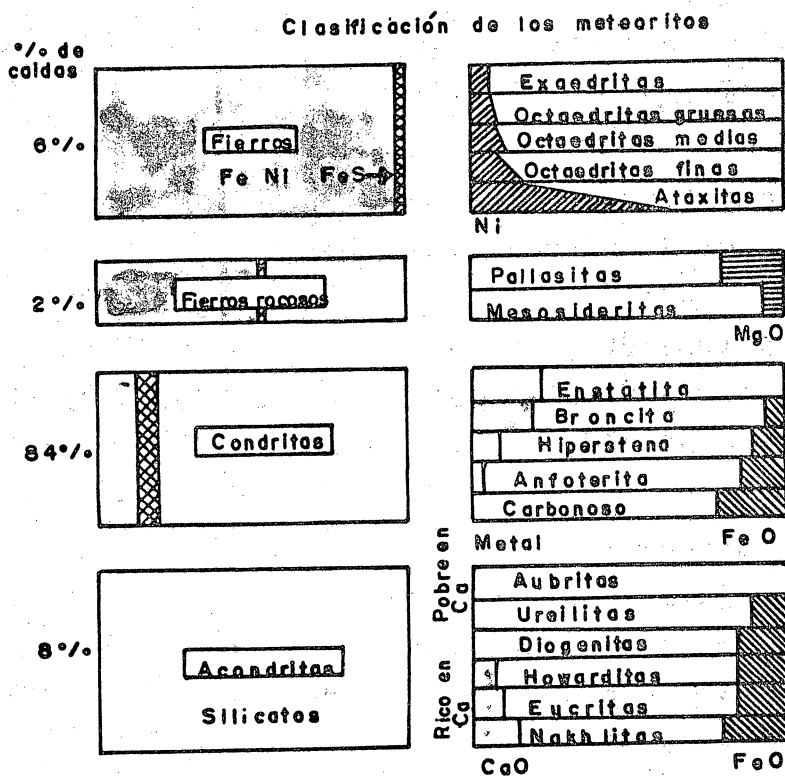 Clasificación de los meteoritos
% de
caidas
6%
Fierros
Fe Ni FeS
Exaedritas
Octaedritas gruesas
Octaedritas medias
Octaedritas finas
Ataxitas
Ni
2%
Fierros rocosos
Pallasitas
Mesosideritas
MgO
84%
Condritas
Enstatita
Broncita
Hiperstena
Anfoterita
Carbonoso
Metal
FeO
8%
Acondritas
Silicatos
Pobre en
Ca
Rico en
Ca
Aubritas
Ureilitas
Diogenitas
Howarditas
Eucritas
Nakhlitas
CaO
FeO